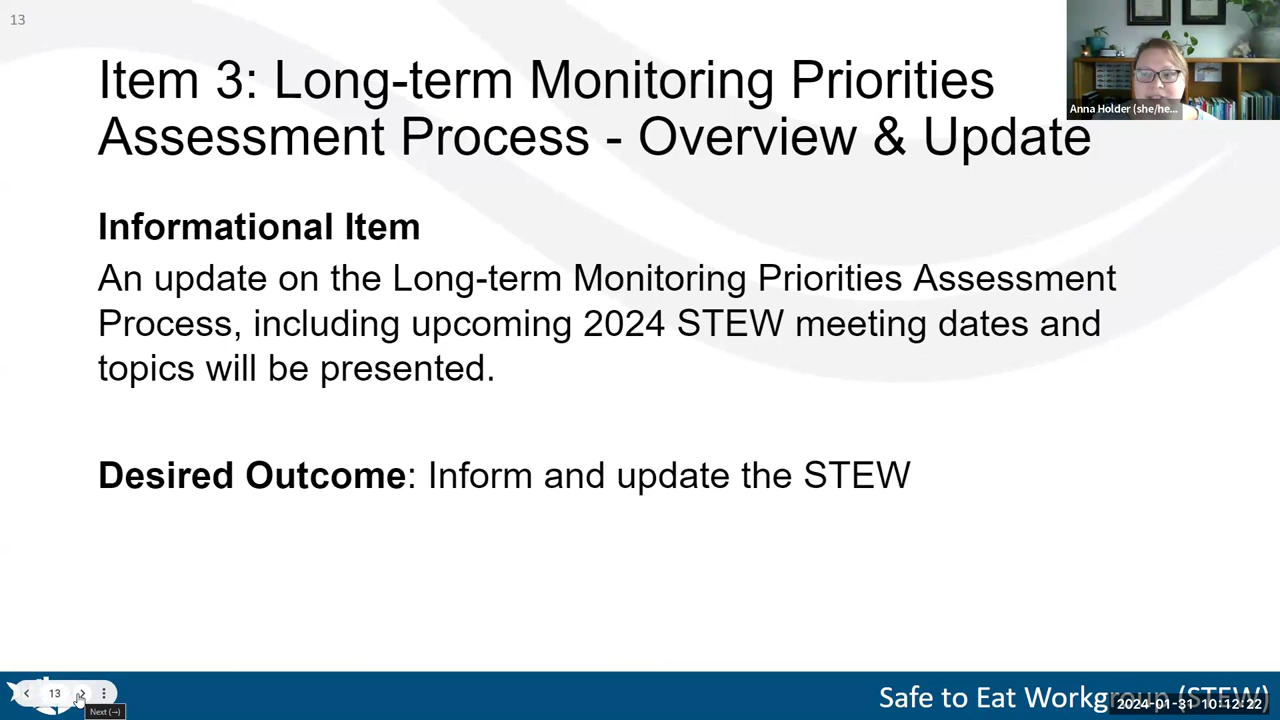 13
Item 3: Long-term Monitoring Priorities
Assessment Process - Overview & Update
Anna Holder (she/he...
Informational Item
An update on the Long-term Monitoring Priorities Assessment
Process, including upcoming 2024 STEW meeting dates and
topics will be presented.
Desired Outcome: Inform and update the STEW
13
Next (→)
Safe to Eat Workgroup (STEW)
2024-01-31 10:12:22